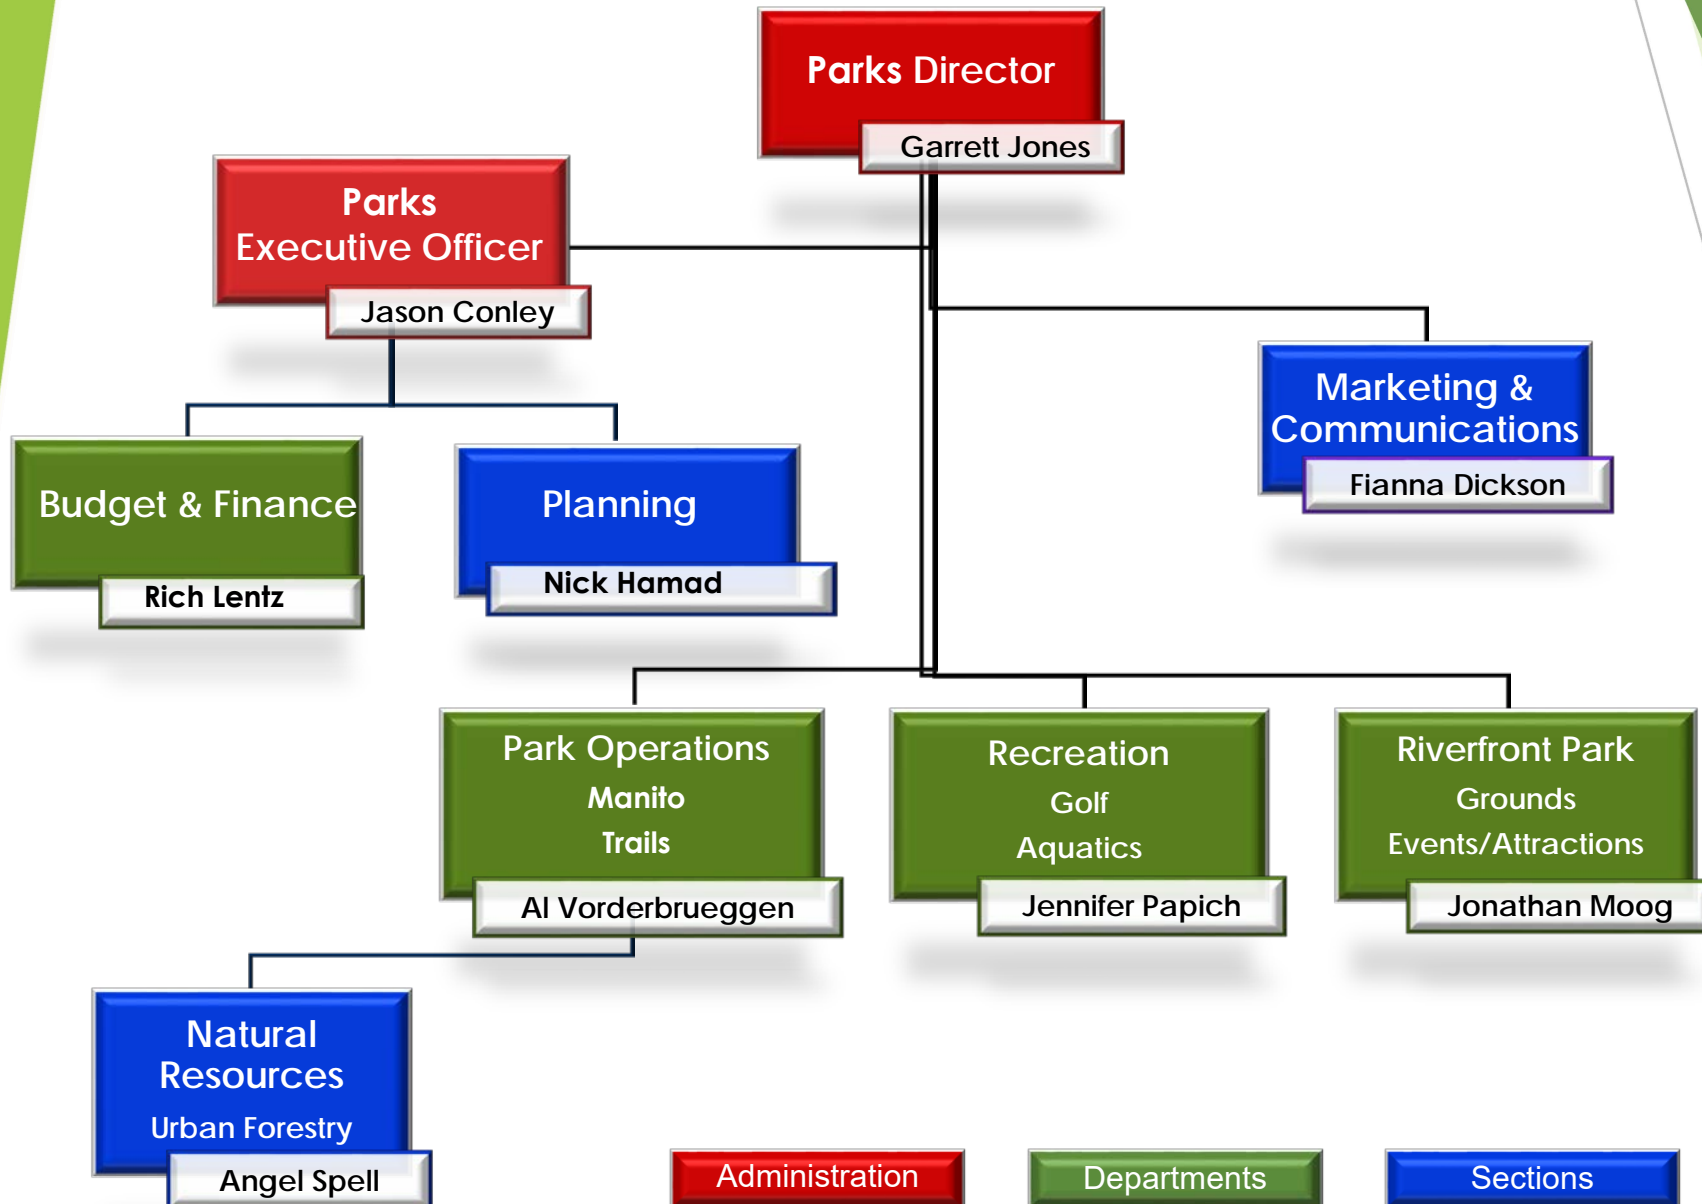 Parks Director
Garrett Jones
Parks
Executive Officer
Jason Conley
Marketing &
Communications
Fianna Dickson
Budget & Finance
Rich Lentz
Planning
Nick Hamad
Park Operations
Manito
Trails
Al Vorderbrueggen
Recreation
Golf
Aquatics
Jennifer Papich
Riverfront Park
Grounds
Events/Attractions
Jonathan Moog
Natural
Resources
Urban Forestry
Angel Spell
Administration
Departments
Sections